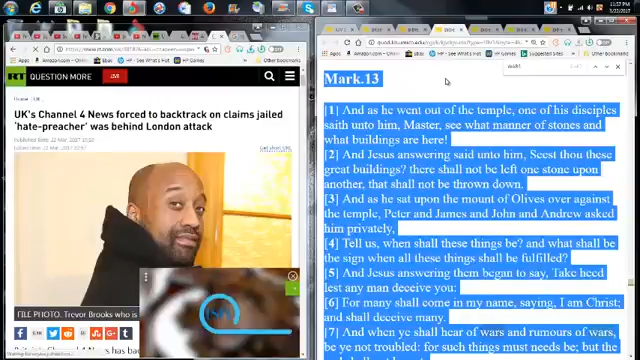 11:57 PM
5/22/2017
RT QUESTION MORE LIVE
UK's Channel 4 News forced to backtrack on claims jailed
'hate-preacher' was behind London attack
FILE PHOTO. Trevor Brooks who is
Mark.13
[1] And as he went out of the temple, one of his disciples
saith unto him, Master, see what manner of stones and
what buildings are here!
[2] And Jesus answering said unto him, Seest thou these
great buildings? there shall not be left one stone upon
another, that shall not be thrown down.
[3] And as he sat upon the mount of Olives over against
the temple, Peter and James and John and Andrew asked
him privately,
[4] Tell us, when shall these things be? and what shall be
the sign when all these things shall be fulfilled?
[5] And Jesus answering them began to say, Take heed
lest any man deceive you:
[6] For many shall come in my name, saying, I am Christ;
and shall deceive many.
[7] And when ye shall hear of wars and rumours of wars,
be ye not troubled: for such things must needs be; but the